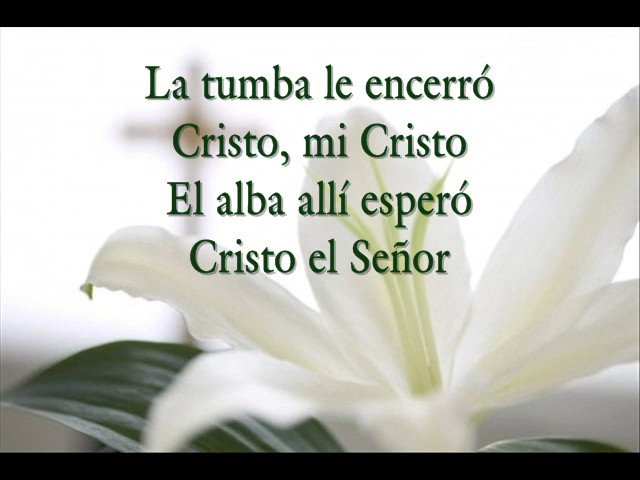 La tumba le encerró
Cristo, mi Cristo
El alba allí esperó
Cristo el Señor